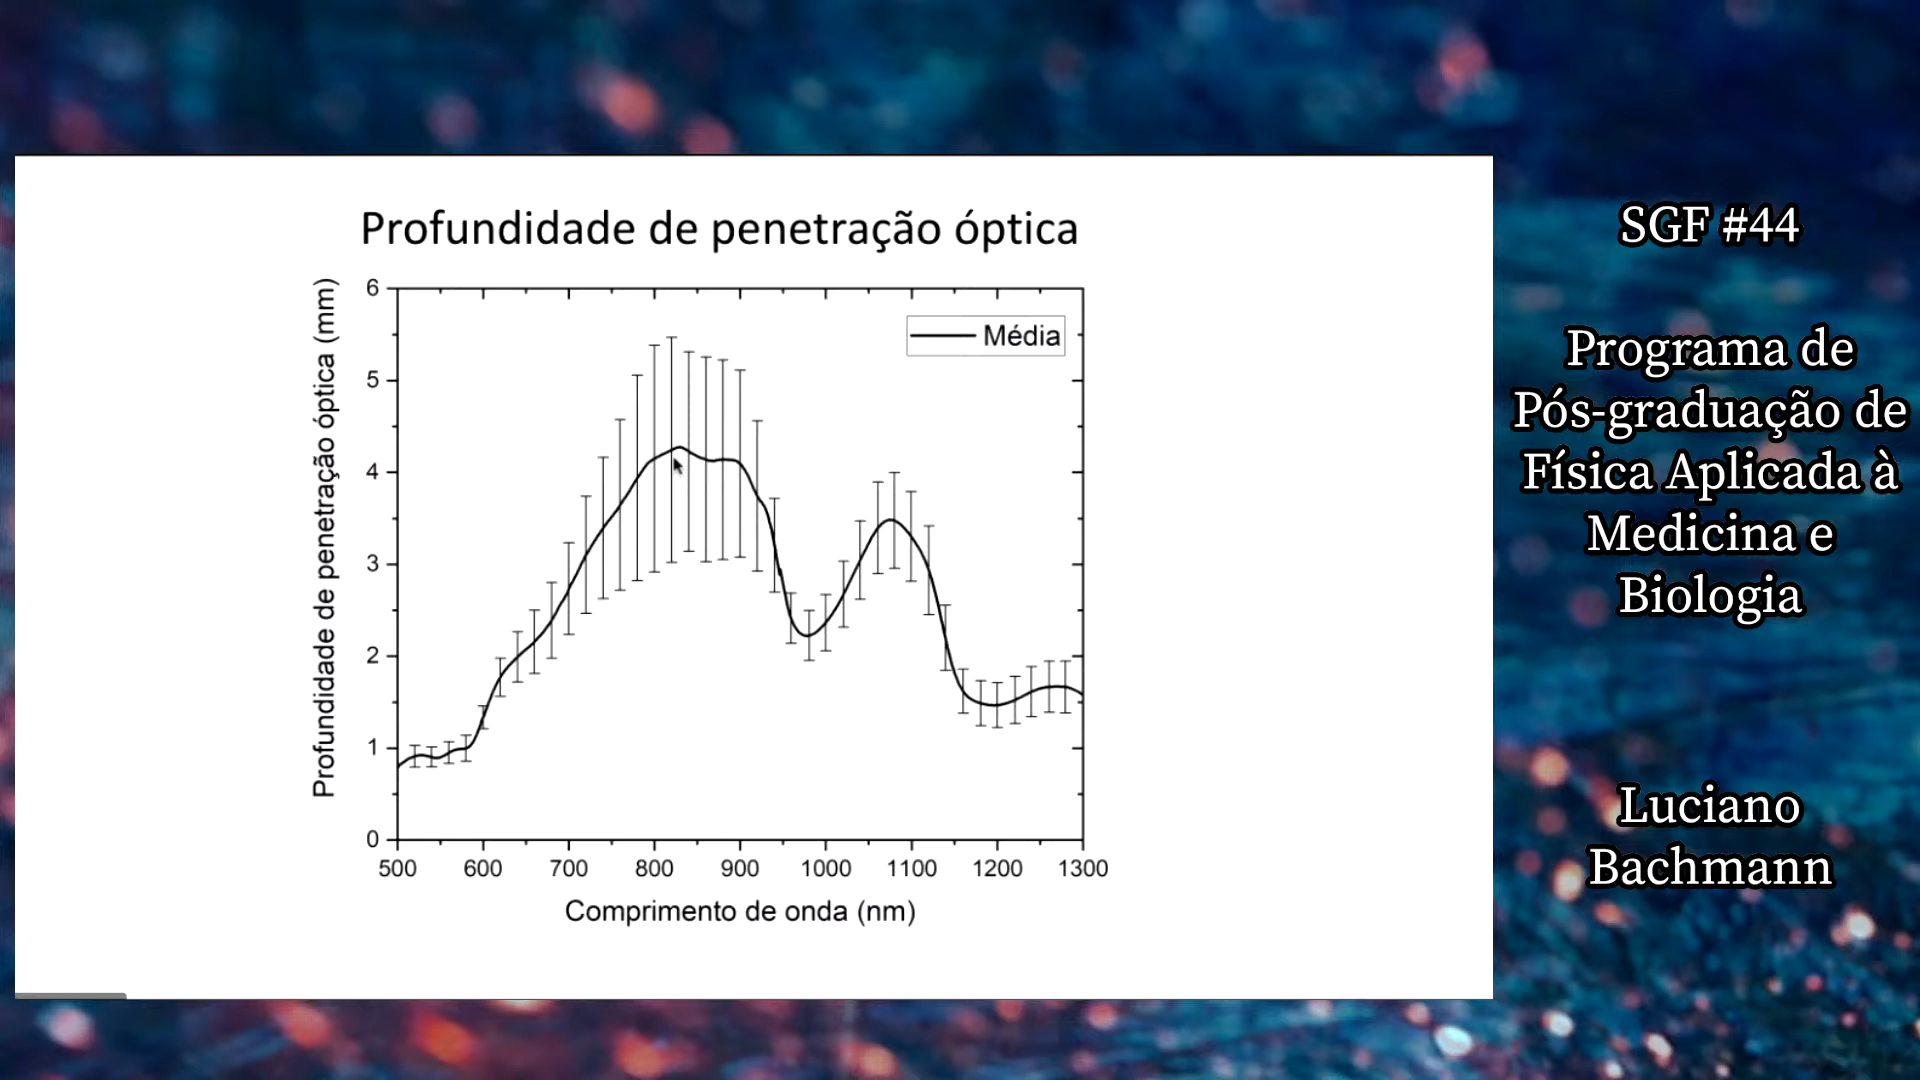 Profundidade de penetração óptica
Profundidade de penetração óptica (mm)
6
5
4
3
2
1
0
Média
500 600 700 800 900 1000 1100 1200 1300
Comprimento de onda (nm)
SGF #44
Programa de
Pós-graduação de
Física Aplicada à
Medicina e
Biologia
Luciano
Bachmann